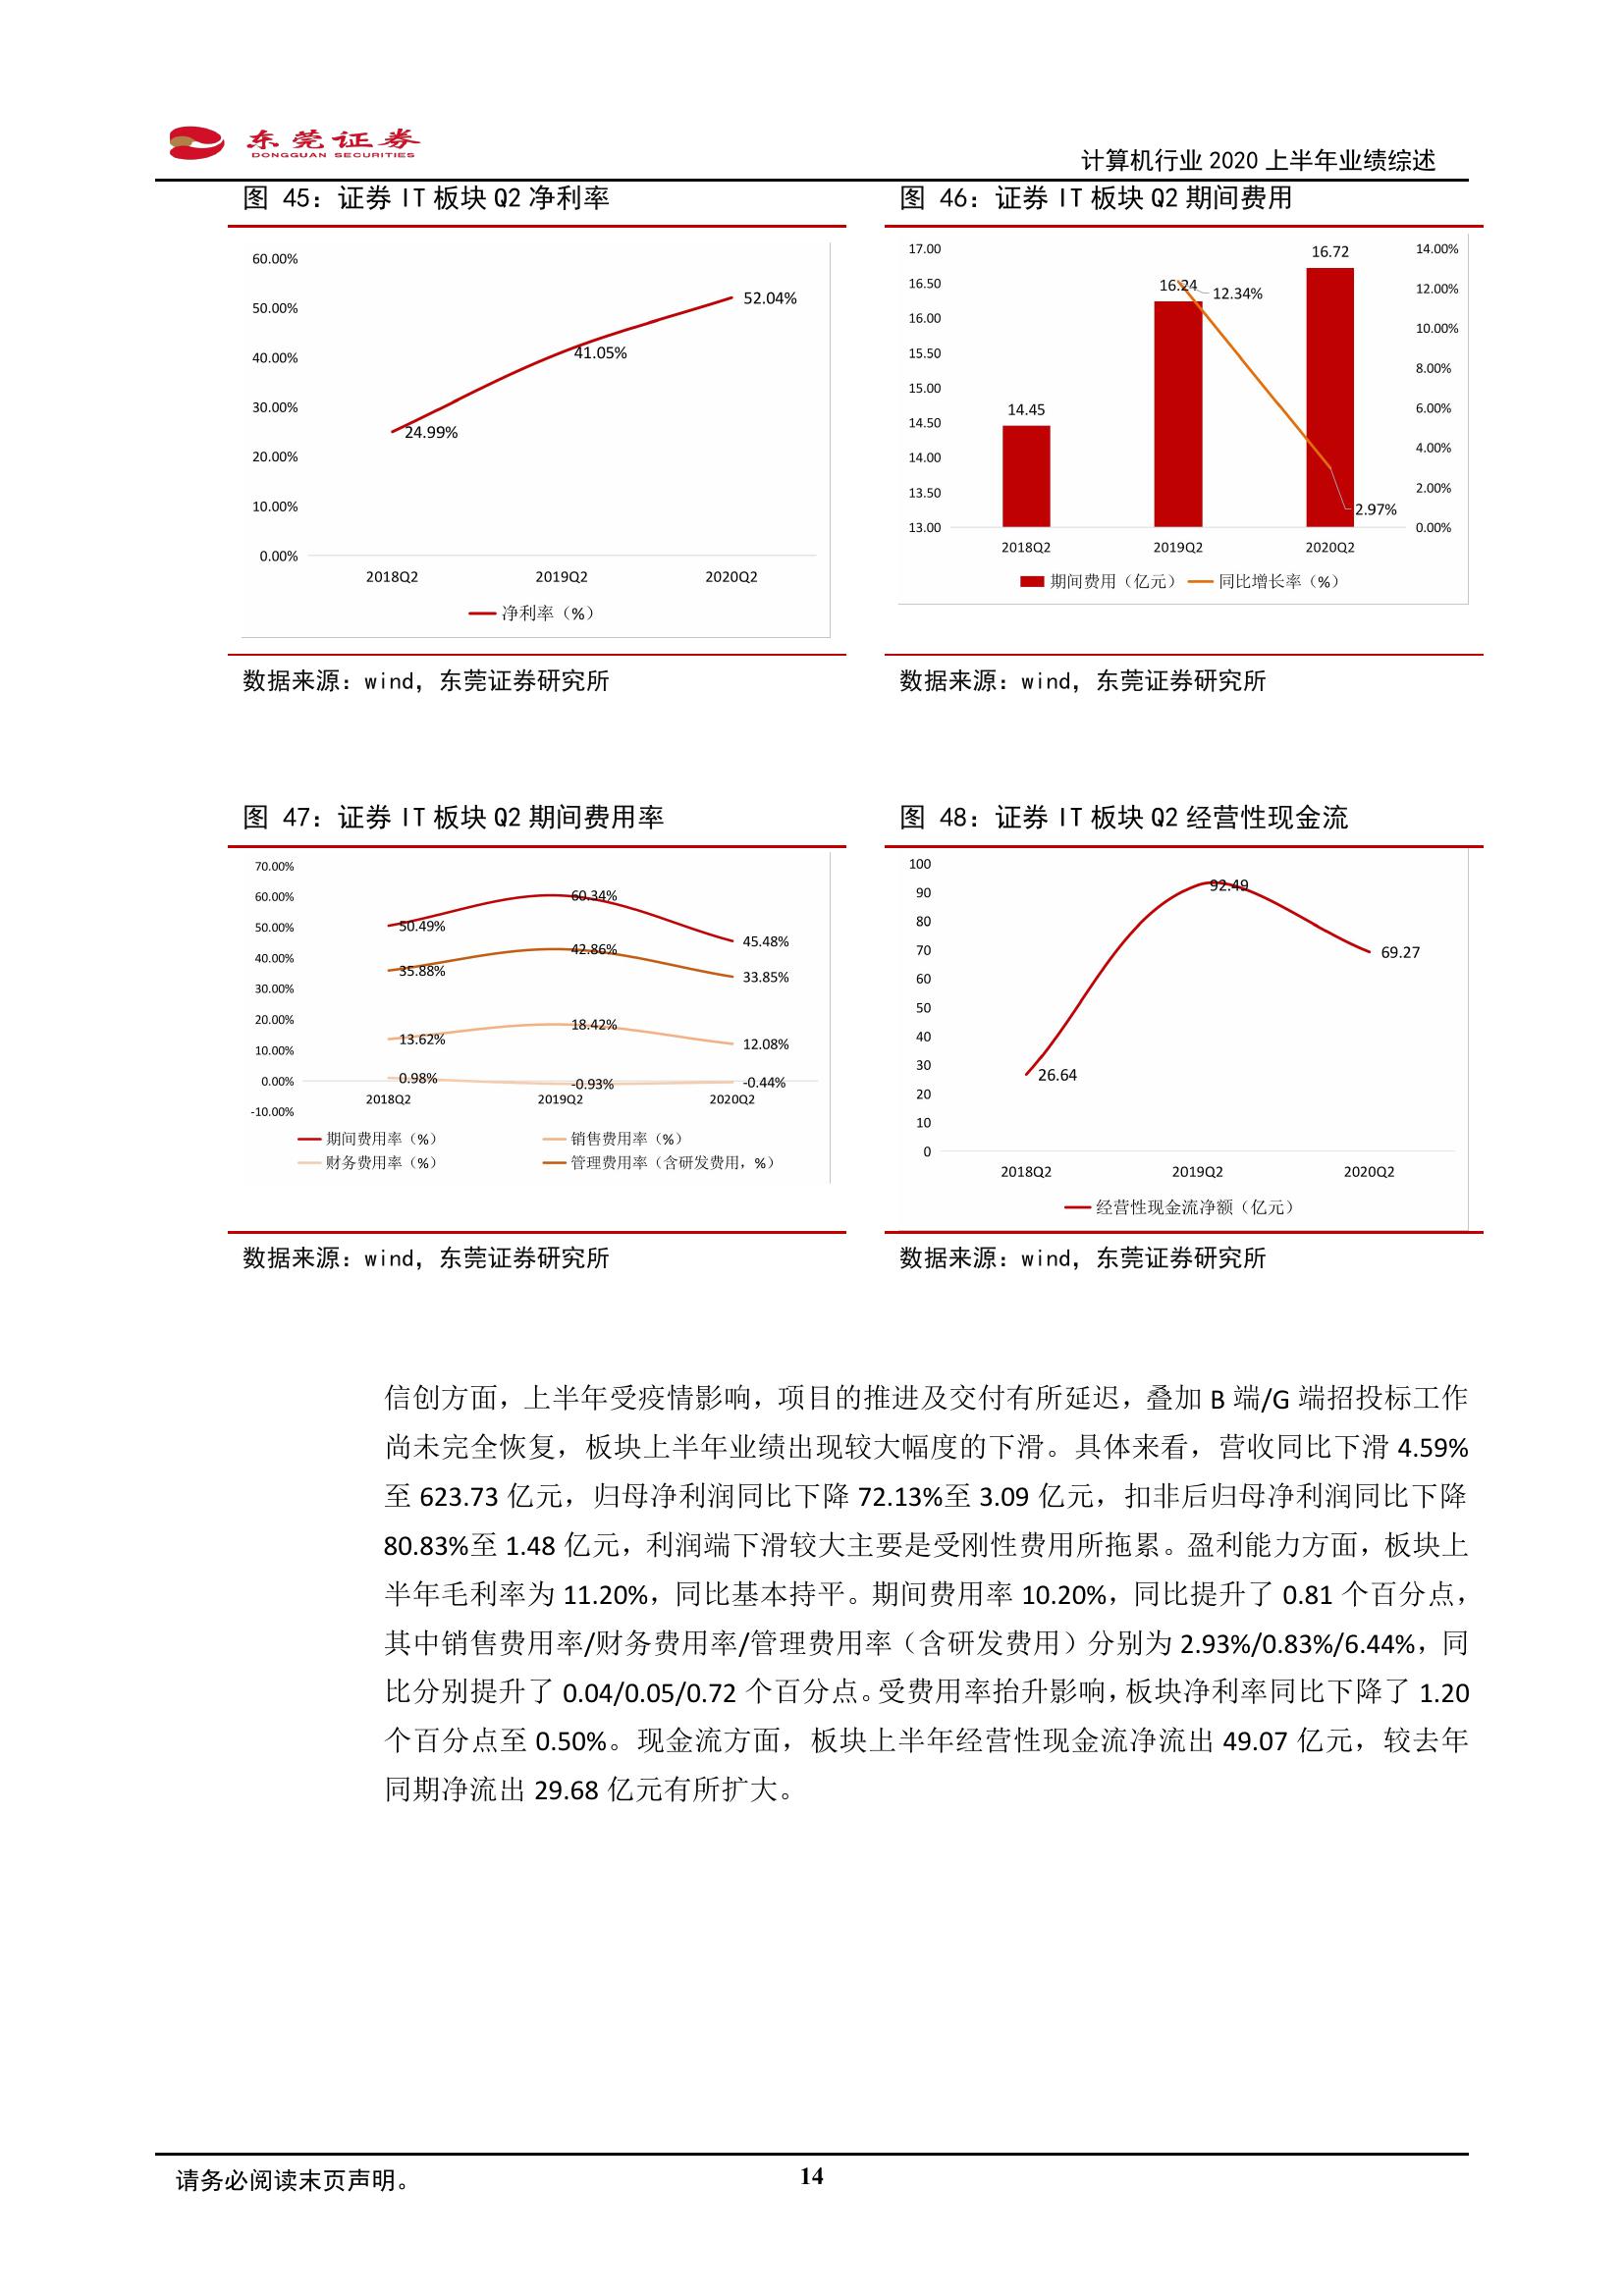 东莞证券
DONGGUAN SECURITIES
计算机行业 2020 上半年业绩综述
图 45：证券 IT 板块 Q2 净利率
60.00%
50.00%
40.00%
30.00%
20.00%
10.00%
0.00%
52.04%
41.05%
24.99%
2018Q2 2019Q2 2020Q2
净利率（%）
数据来源：wind，东莞证券研究所
图 46：证券 IT 板块 Q2 期间费用
17.00
16.50
16.00
15.50
15.00
14.50
14.00
13.50
13.00
14.45
16.24
16.72
12.34%
2.97%
14.00%
12.00%
10.00%
8.00%
6.00%
4.00%
2.00%
0.00%
2018Q2 2019Q2 2020Q2
期间费用（亿元） 同比增长率（%）
数据来源：wind，东莞证券研究所
图 47：证券 IT 板块 Q2 期间费用率
70.00%
60.00%
50.00%
40.00%
30.00%
20.00%
10.00%
0.00%
-10.00%
50.49% 60.34% 45.48%
35.88% 42.86% 33.85%
13.62% 18.42% 12.08%
0.98% -0.93% -0.44%
2018Q2 2019Q2 2020Q2
期间费用率（%） 销售费用率（%）
财务费用率（%） 管理费用率（含研发费用，%）
数据来源：wind，东莞证券研究所
图 48：证券 IT 板块 Q2 经营性现金流
100
90
80
70
60
50
40
30
20
10
0
92.49
69.27
26.64
2018Q2 2019Q2 2020Q2
经营性现金流净额（亿元）
数据来源：wind，东莞证券研究所
信创方面，上半年受疫情影响，项目的推进及交付有所延迟，叠加 B 端/G 端招投标工作
尚未完全恢复，板块上半年业绩出现较大幅度的下滑。具体来看，营收同比下滑 4.59%
至 623.73 亿元，归母净利润同比下降 72.13%至 3.09 亿元，扣非后归母净利润同比下降
80.83%至 1.48 亿元，利润端下滑较大主要是受刚性费用所拖累。盈利能力方面，板块上
半年毛利率为 11.20%，同比基本持平。期间费用率 10.20%，同比提升了 0.81 个百分点，
其中销售费用率/财务费用率/管理费用率（含研发费用）分别为 2.93%/0.83%/6.44%，同
比分别提升了 0.04/0.05/0.72 个百分点。受费用率抬升影响，板块净利率同比下降了 1.20
个百分点至 0.50%。现金流方面，板块上半年经营性现金流净流出 49.07 亿元，较去年
同期净流出 29.68 亿元有所扩大。
请务必阅读末页声明。
14